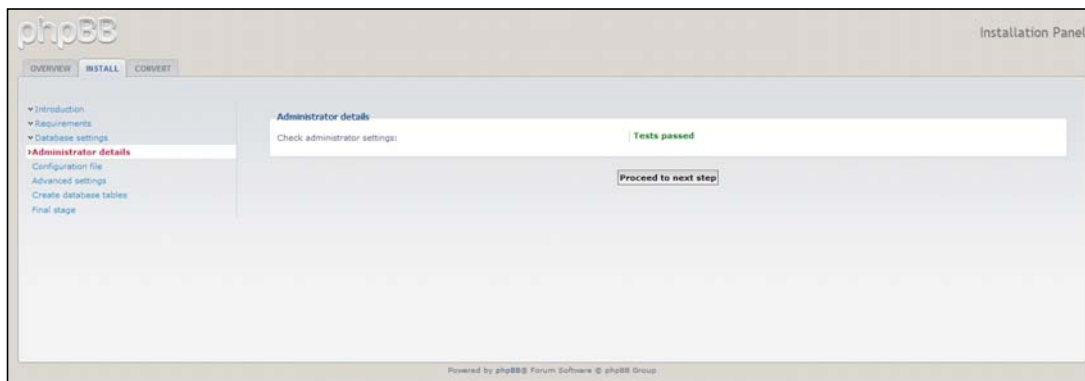 phpBB
Installation Panel
OVERVIEW INSTALL CONVERT
Introduction
Requirements
Database settings
Administrator details
Configuration file
Advanced settings
Create database tables
Final stage
Administrator details
Check administrator settings: Tests passed
Proceed to next step
Powered by phpBB® Forum Software © phpBB Group